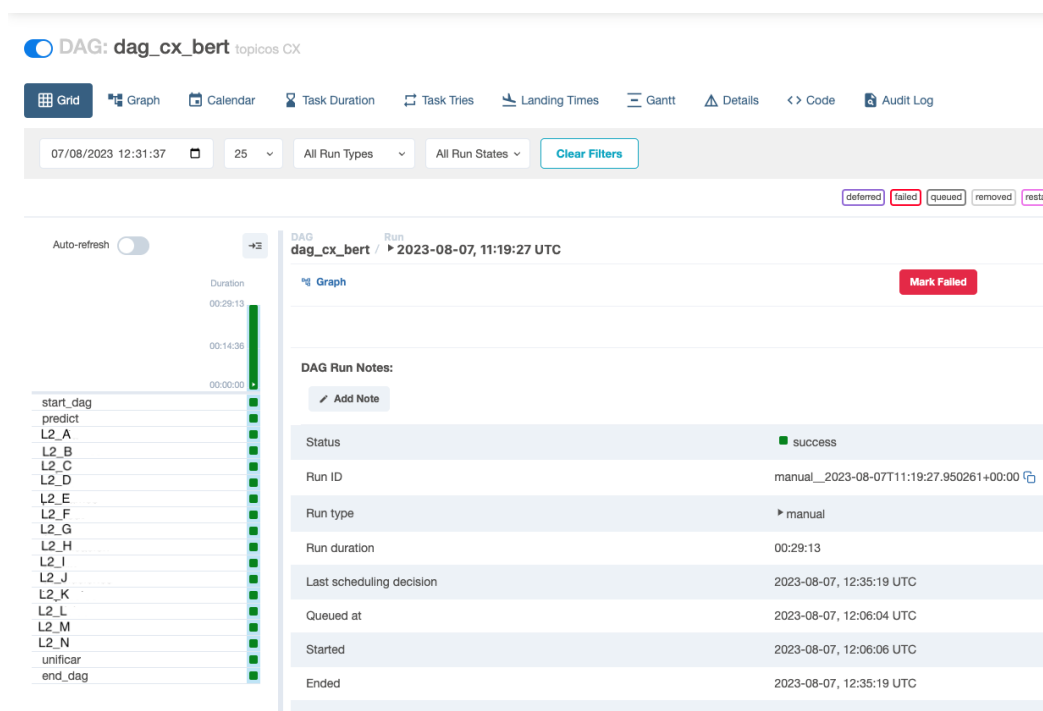 DAG: dag_cx_bert topicos CX
Grid Graph Calendar Task Duration Task Tries Landing Times Gantt Details <> Code Audit Log
07/08/2023 12:31:37 25 All Run Types All Run States Clear Filters
deferred failed queued removed resta
Auto-refresh
DAG Run
dag_cx_bert / 2023-08-07, 11:19:27 UTC
Graph Mark Failed
Duration
00:29:13
00:14:36
00:00:00
DAG Run Notes:
Add Note
start_dag
predict
L2_A
L2_B
L2_C
L2_D
L2_E
L2_F
L2_G
L2_H
L2_I
L2_J
L2_K
L2_L
L2_M
L2_N
unificar
end_dag
Status success
Run ID manual__2023-08-07T11:19:27.950261+00:00
Run type manual
Run duration 00:29:13
Last scheduling decision 2023-08-07, 12:35:19 UTC
Queued at 2023-08-07, 12:06:04 UTC
Started 2023-08-07, 12:06:06 UTC
Ended 2023-08-07, 12:35:19 UTC